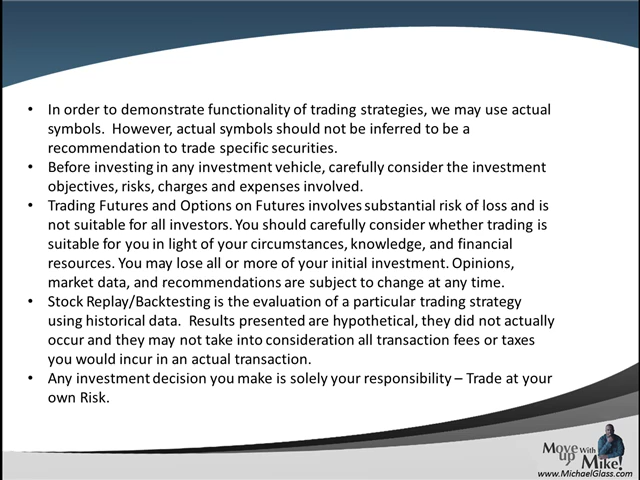 • In order to demonstrate functionality of trading strategies, we may use actual
symbols.  However, actual symbols should not be inferred to be a
recommendation to trade specific securities.
• Before investing in any investment vehicle, carefully consider the investment
objectives, risks, charges and expenses involved.
• Trading Futures and Options on Futures involves substantial risk of loss and is
not suitable for all investors. You should carefully consider whether trading is
suitable for you in light of your circumstances, knowledge, and financial
resources. You may lose all or more of your initial investment. Opinions,
market data, and recommendations are subject to change at any time.
• Stock Replay/Backtesting is the evaluation of a particular trading strategy
using historical data.  Results presented are hypothetical, they did not actually
occur and they may not take into consideration all transaction fees or taxes
you would incur in an actual transaction.
• Any investment decision you make is solely your responsibility – Trade at your
own Risk.
Move up With Mike!
www.MichaelGlass.com